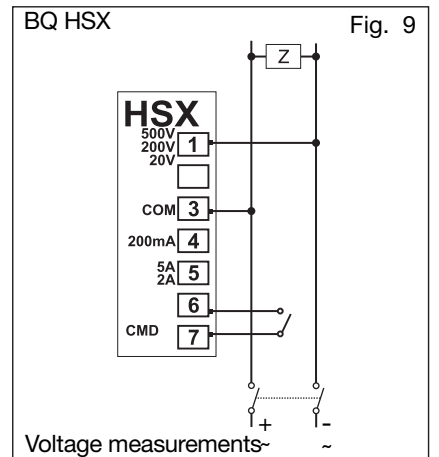 BQ HSX
Fig. 9
Z
HSX
500V
200V
20V
1
COM 3
200mA 4
5A
2A
5
6
CMD 7
+ -
Voltage measurements~ ~